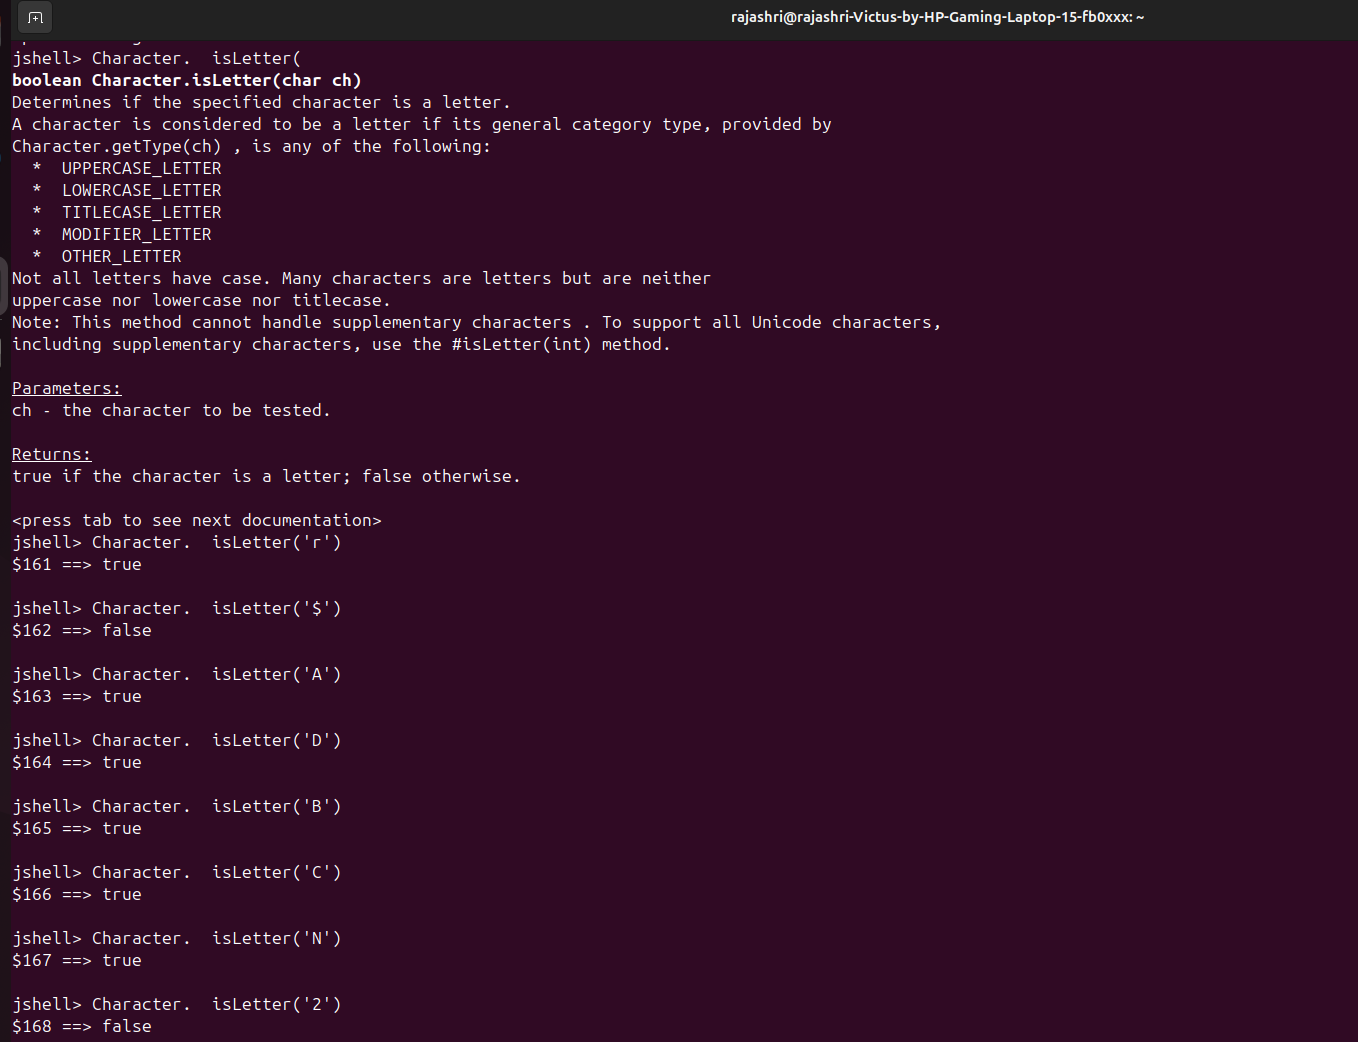 rajashri@rajashri-Victus-by-HP-Gaming-Laptop-15-fb0xxx: ~
jshell> Character.  isLetter(
boolean Character.isLetter(char ch)
Determines if the specified character is a letter.
A character is considered to be a letter if its general category type, provided by
Character.getType(ch) , is any of the following:
  *  UPPERCASE_LETTER
  *  LOWERCASE_LETTER
  *  TITLECASE_LETTER
  *  MODIFIER_LETTER
  *  OTHER_LETTER
Not all letters have case. Many characters are letters but are neither
uppercase nor lowercase nor titlecase.
Note: This method cannot handle supplementary characters . To support all Unicode characters,
including supplementary characters, use the #isLetter(int) method.

Parameters:
ch - the character to be tested.

Returns:
true if the character is a letter; false otherwise.

<press tab to see next documentation>
jshell> Character.  isLetter('r')
$161 ==> true

jshell> Character.  isLetter('$')
$162 ==> false

jshell> Character.  isLetter('A')
$163 ==> true

jshell> Character.  isLetter('D')
$164 ==> true

jshell> Character.  isLetter('B')
$165 ==> true

jshell> Character.  isLetter('C')
$166 ==> true

jshell> Character.  isLetter('N')
$167 ==> true

jshell> Character.  isLetter('2')
$168 ==> false